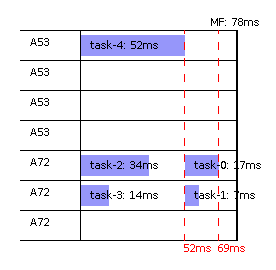 MF: 78ms
A53
task-4: 52ms
A53
A53
A53
A72
task-2: 34ms
task-0: 17ms
A72
task-3: 14ms
task-1: 7ms
A72
52ms
69ms